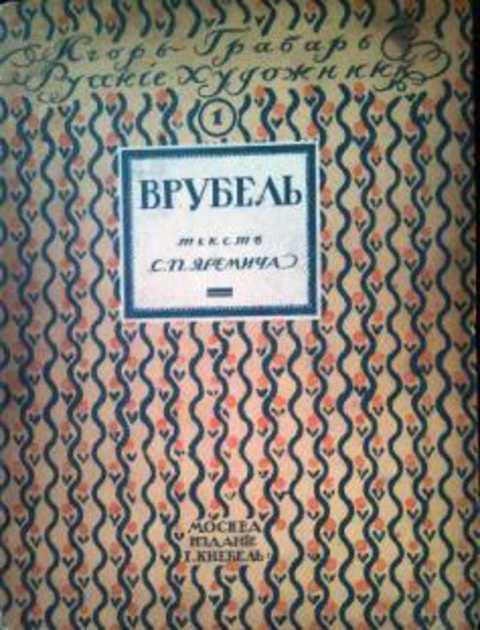 Игорь Грабарь
Русскіе художники
1
ВРУБЕЛЬ
текстъ
С.П. ЯРЕМИЧА
МОСКВА
ИЗДАНІЕ
І. КНЕБЕЛЬ